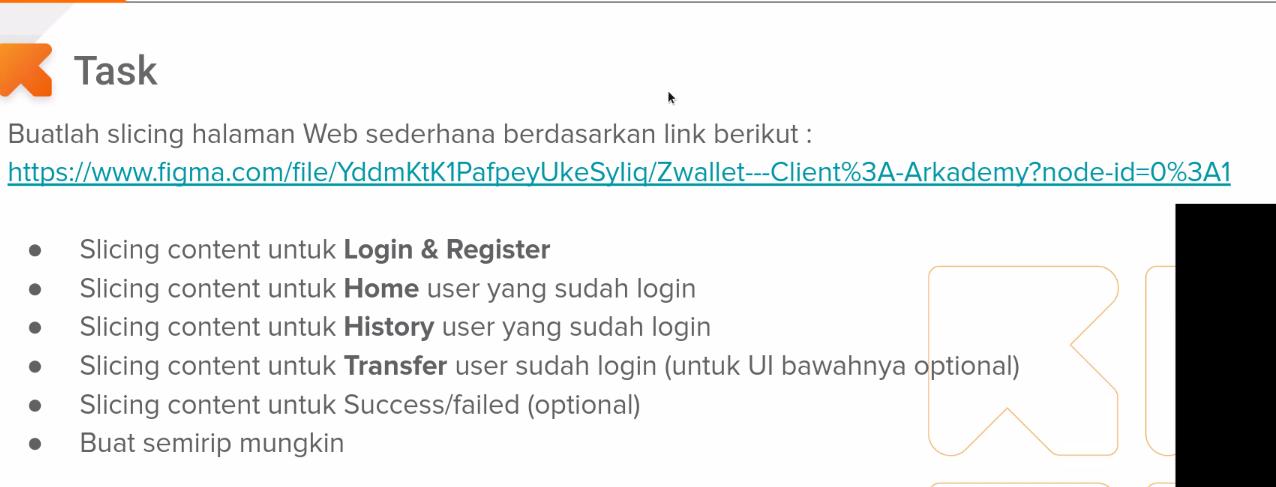 Task
Buatlah slicing halaman Web sederhana berdasarkan link berikut :
https://www.figma.com/file/YddmKtK1PafpeyUkeSyliq/Zwallet---Client%3A-Arkademy?node-id=0%3A1
● Slicing content untuk Login & Register
● Slicing content untuk Home user yang sudah login
● Slicing content untuk History user yang sudah login
● Slicing content untuk Transfer user sudah login (untuk UI bawahnya optional)
● Slicing content untuk Success/failed (optional)
● Buat semirip mungkin